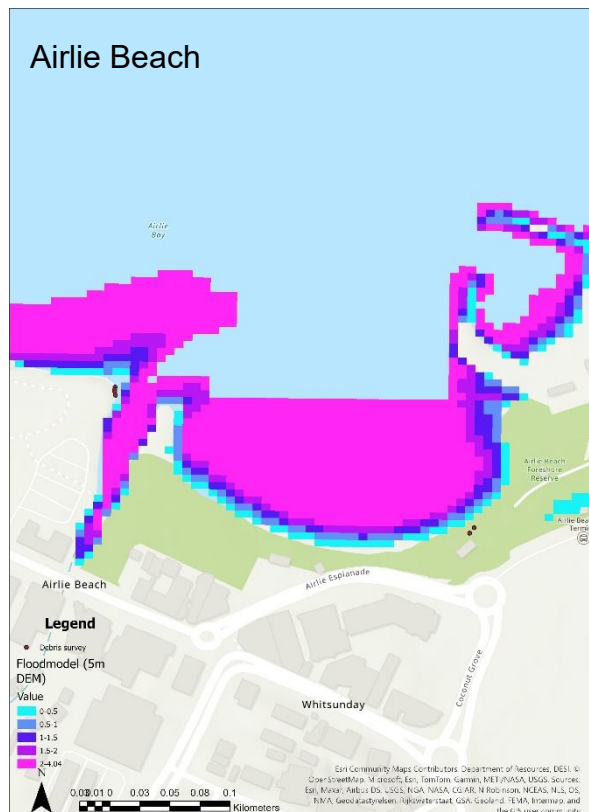 Airlie Beach
Airlie
Bay
Airlie Beach
Foreshore
Reserve
Airlie Bea
Termi
Airlie Beach
Airlie Esplanade
Coconut Grove
Whitsunday
Legend
Debris survey
Floodmodel (5m
DEM)
Value
0-0.5
0.5-1
1-1.5
1.5-2
2-4.04
N
0.01 0 0.03 0.05 0.08 0.1
Kilometers
Esri Community Maps Contributors, Department of Resources, DESI, ©
OpenStreetMap, Microsoft, Esri, TomTom, Garmin, METI/NASA, USGS, Sources:
Esri, Maxar, Airbus DS, USGS, NGA, NASA, CGIAR, N Robinson, NCEAS, NLS, OS,
NMA, Geodatastyrelsen, Rijkswaterstaat, GSA, Geoland, FEMA, Intermap, and
the GIS user community